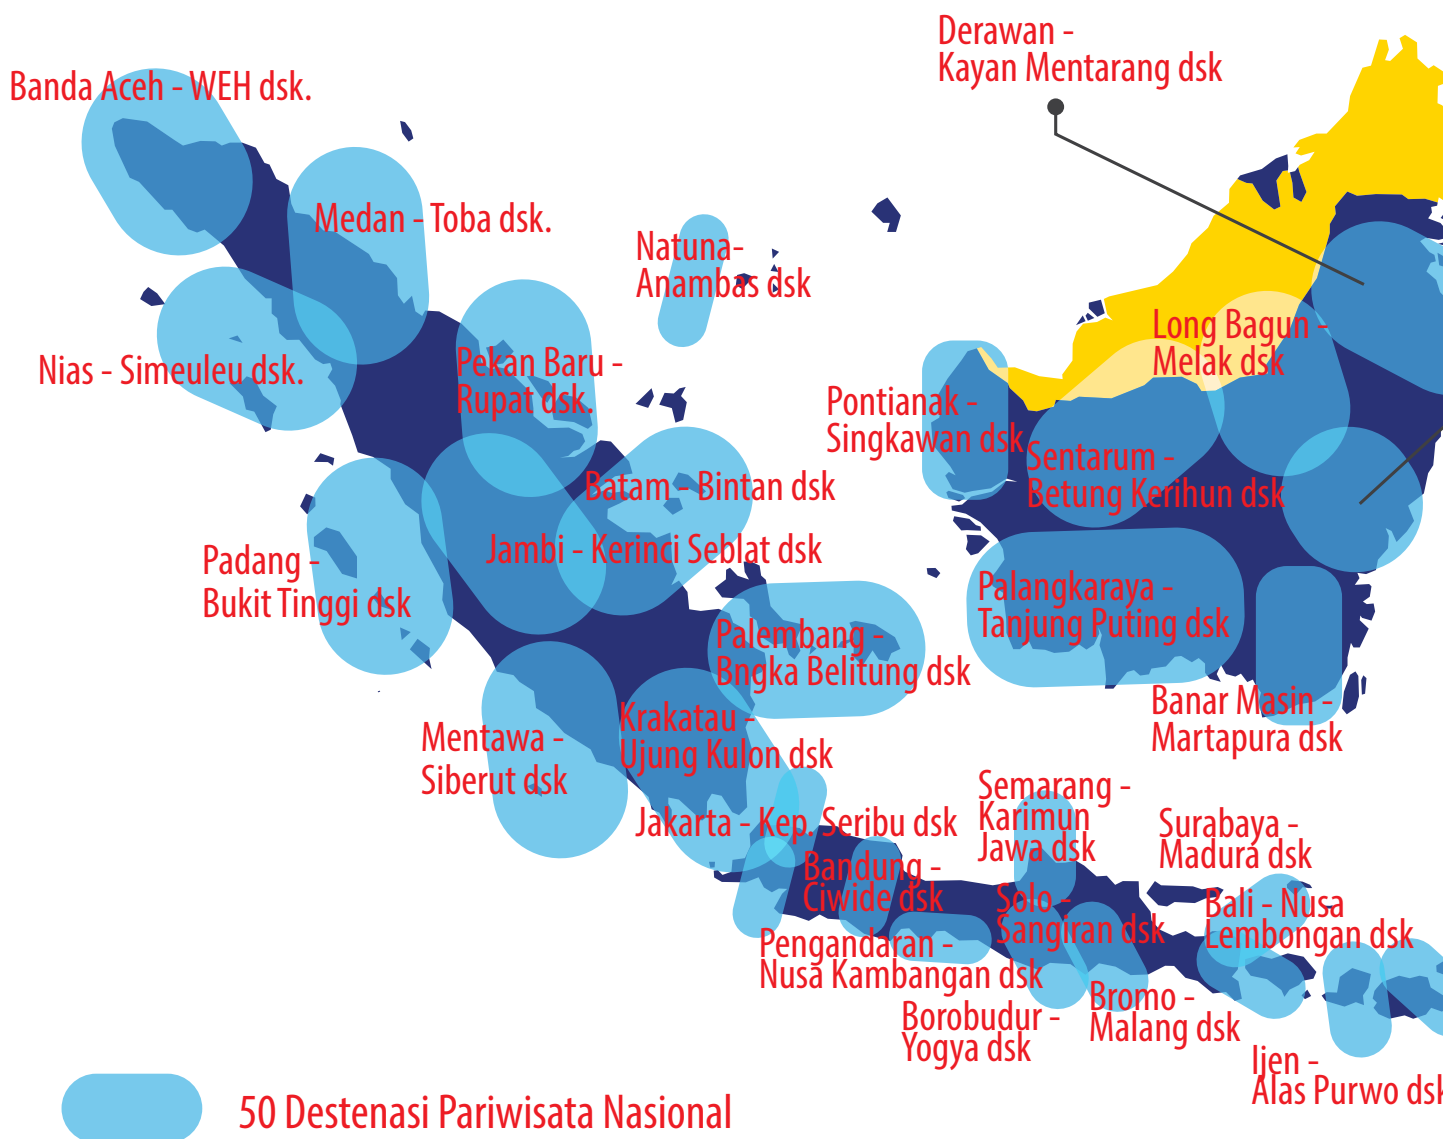 Derawan -
Kayan Mentarang dsk
Banda Aceh - WEH dsk.
Medan - Toba dsk.
Natuna-
Anambas dsk
Nias - Simeuleu dsk.
Pekan Baru -
Rupat dsk.
Long Bagun -
Melak dsk
Pontianak -
Singkawan dsk
Sentarum -
Betung Kerihun dsk
Batam - Bintan dsk
Jambi - Kerinci Seblat dsk
Padang -
Bukit Tinggi dsk
Palangkaraya -
Tanjung Puting dsk
Palembang -
Bngka Belitung dsk
Banar Masin -
Martapura dsk
Mentawa -
Siberut dsk
Krakatau -
Ujung Kulon dsk
Jakarta - Kep. Seribu dsk
Semarang -
Karimun
Jawa dsk
Surabaya -
Madura dsk
Bandung -
Ciwide dsk
Solo -
Sangiran dsk
Bali - Nusa
Lembongan dsk
Pengandaran -
Nusa Kambangan dsk
Borobudur -
Yogya dsk
Bromo -
Malang dsk
Ijen -
Alas Purwo dsk
50 Destenasi Pariwisata Nasional